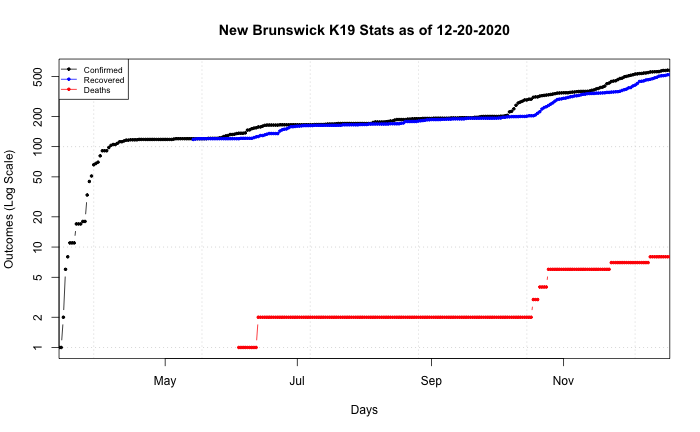 New Brunswick K19 Stats as of 12-20-2020
Confirmed
Recovered
Deaths
Outcomes (Log Scale)
500
200
100
50
20
10
5
2
1
May Jul Sep Nov
Days